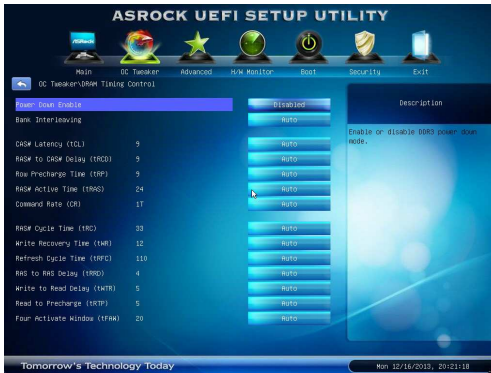 ASROCK UEFI SETUP UTILITY
ASRock
Main OC Tweaker Advanced H/W Monitor Boot Security Exit
OC Tweaker\DRAM Timing Control
Power Down Enable Disabled
Bank Interleaving Auto
CAS# Latency (tCL) 9 Auto
RAS# to CAS# Delay (tRCD) 9 Auto
Row Precharge Time (tRP) 9 Auto
RAS# Active Time (tRAS) 24 Auto
Command Rate (CR) 1T Auto
RAS# Cycle Time (tRC) 33 Auto
Write Recovery Time (tWR) 12 Auto
Refresh Cycle Time (tRFC) 110 Auto
RAS to RAS Delay (tRRD) 4 Auto
Write to Read Delay (tWTR) 5 Auto
Read to Precharge (tRTP) 5 Auto
Four Activate Window (tFAW) 20 Auto
Description
Enable or disable DDR3 power down
mode.
Tomorrow's Technology Today
Mon 12/16/2013, 20:21:18